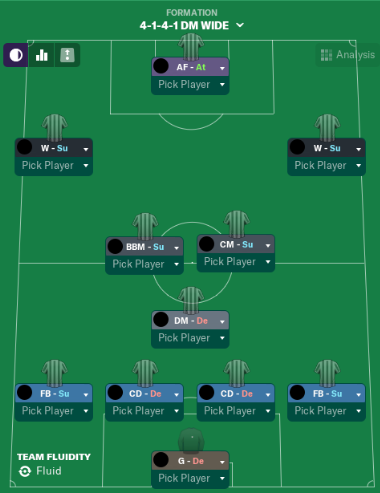 FORMATION
4-1-4-1 DM WIDE
Analysis
AF - At
Pick Player
W - Su
W - Su
Pick Player
Pick Player
BBM - Su
CM - Su
Pick Player
Pick Player
DM - De
Pick Player
FB - Su
CD - De
CD - De
FB - Su
Pick Player
Pick Player
Pick Player
Pick Player
TEAM FLUIDITY
Fluid
G - De
Pick Player